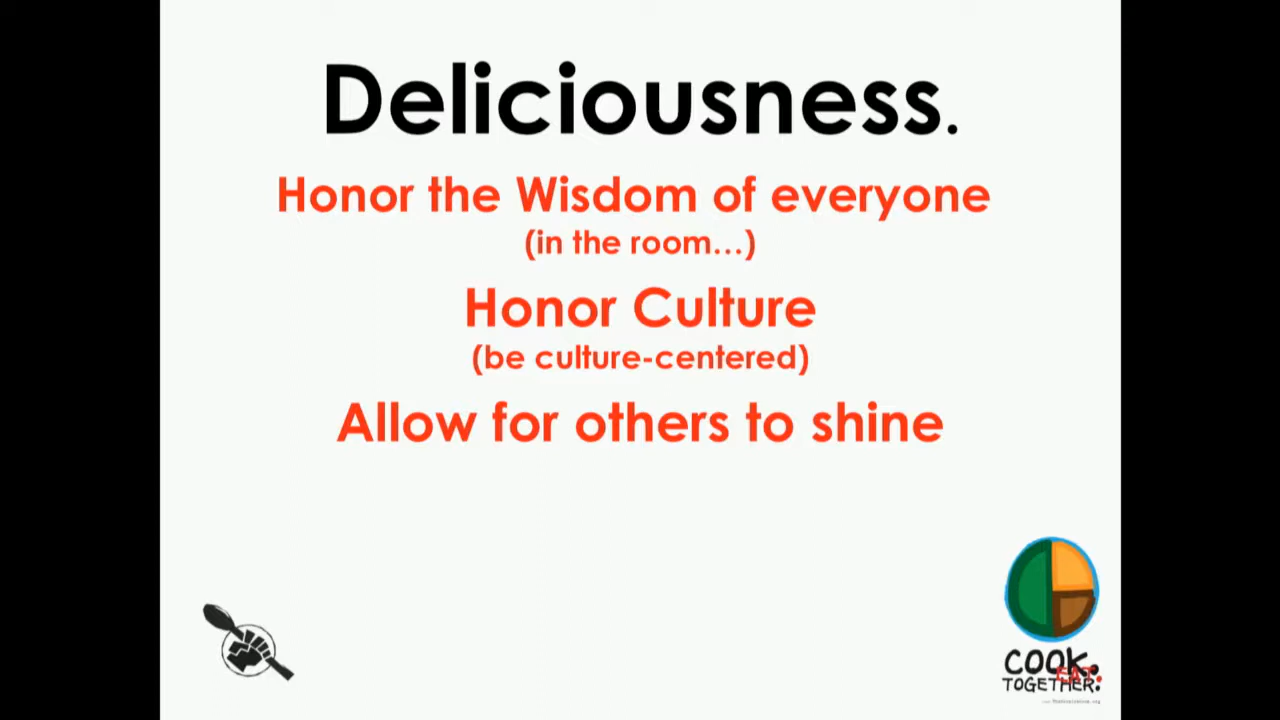 Deliciousness.
Honor the Wisdom of everyone
(in the room...)
Honor Culture
(be culture-centered)
Allow for others to shine
COOK.
EAT.
TOGETHER.